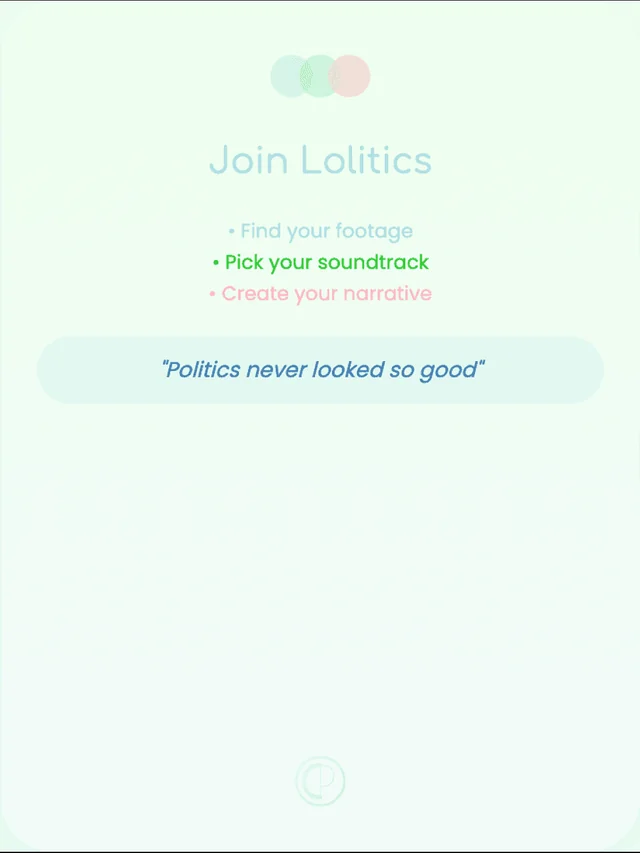 Join Lolitics
• Find your footage
• Pick your soundtrack
• Create your narrative
"Politics never looked so good"